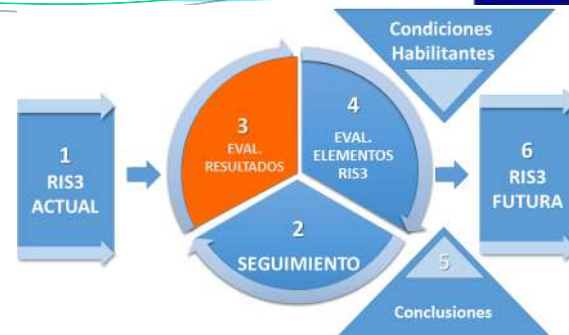 1
RIS3
ACTUAL
3
EVAL.
RESULTADOS
4
EVAL.
ELEMENTOS
RIS3
2
SEGUIMIENTO
Condiciones
Habilitantes
5
Conclusiones
6
RIS3
FUTURA